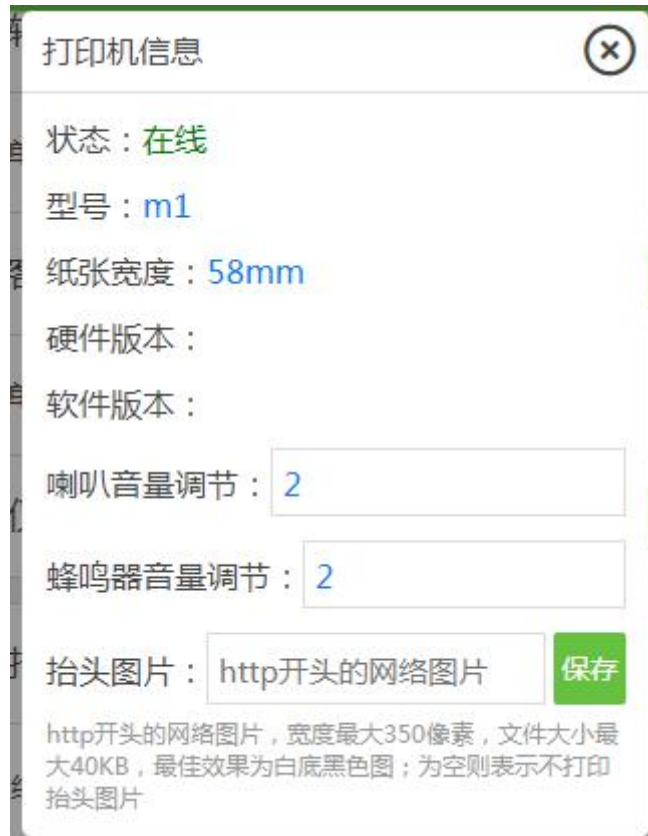 打印机信息
状态：在线
型号：m1
纸张宽度：58mm
硬件版本：
软件版本：
喇叭音量调节：2
蜂鸣器音量调节：2
抬头图片：http开头的网络图片 保存
http开头的网络图片，宽度最大350像素，文件大小最
大40KB，最佳效果为白底黑色图；为空则表示不打印
抬头图片